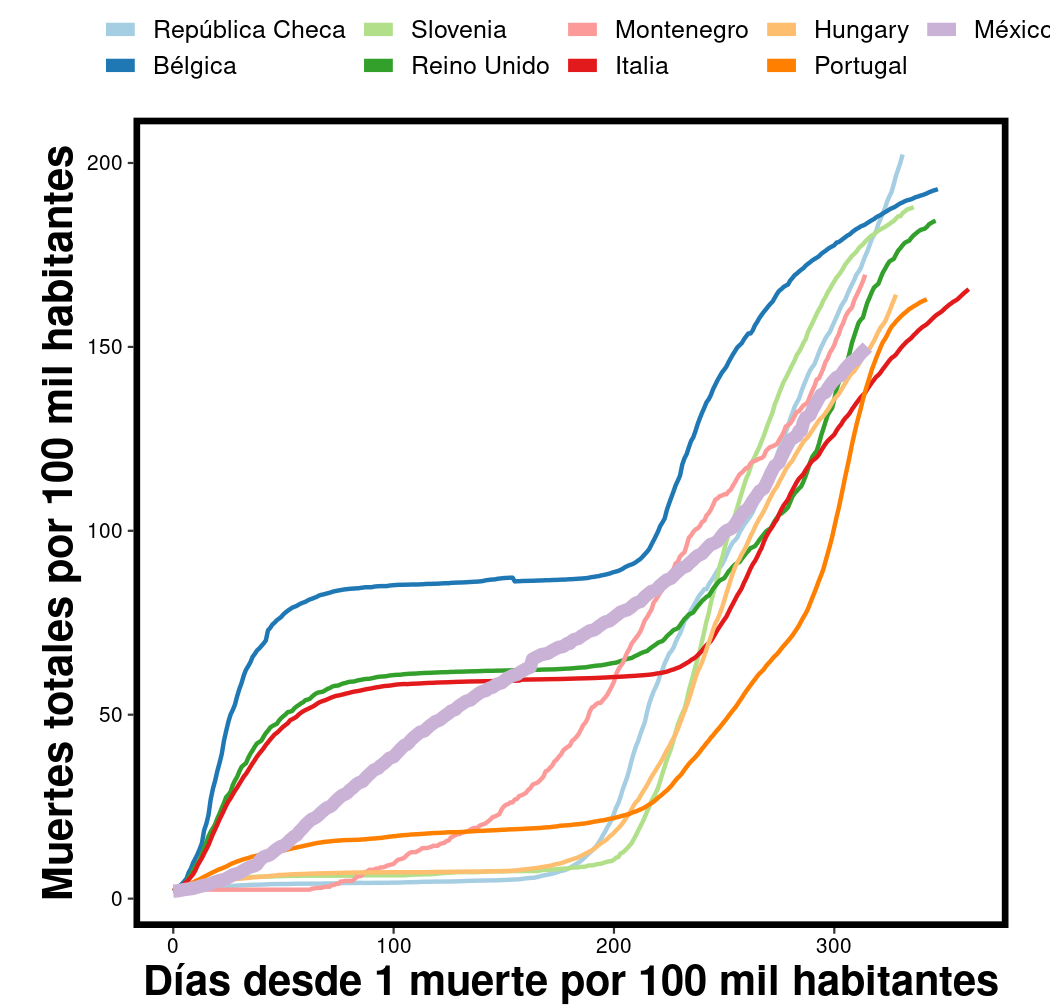 República Checa Slovenia Montenegro Hungary México
Bélgica Reino Unido Italia Portugal
Muertes totales por 100 mil habitantes
200
150
100
50
0
0 100 200 300
Días desde 1 muerte por 100 mil habitantes